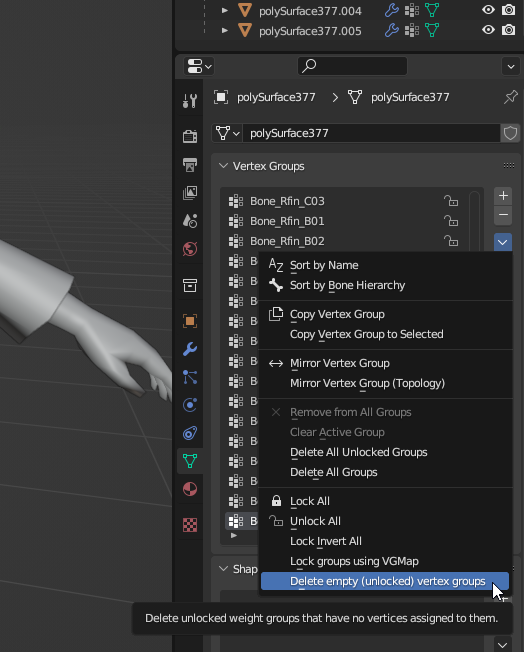 polySurface377.004
polySurface377.005
polySurface377 > polySurface377
polySurface377
Vertex Groups
Bone_Rfin_C03
Bone_Rfin_B01
Bone_Rfin_B02
Sort by Name
Sort by Bone Hierarchy
Copy Vertex Group
Copy Vertex Group to Selected
Mirror Vertex Group
Mirror Vertex Group (Topology)
Remove from All Groups
Clear Active Group
Delete All Unlocked Groups
Delete All Groups
Lock All
Unlock All
Lock Invert All
Lock groups using VGMap
Shap
Delete empty (unlocked) vertex groups
Delete unlocked weight groups that have no vertices assigned to them.